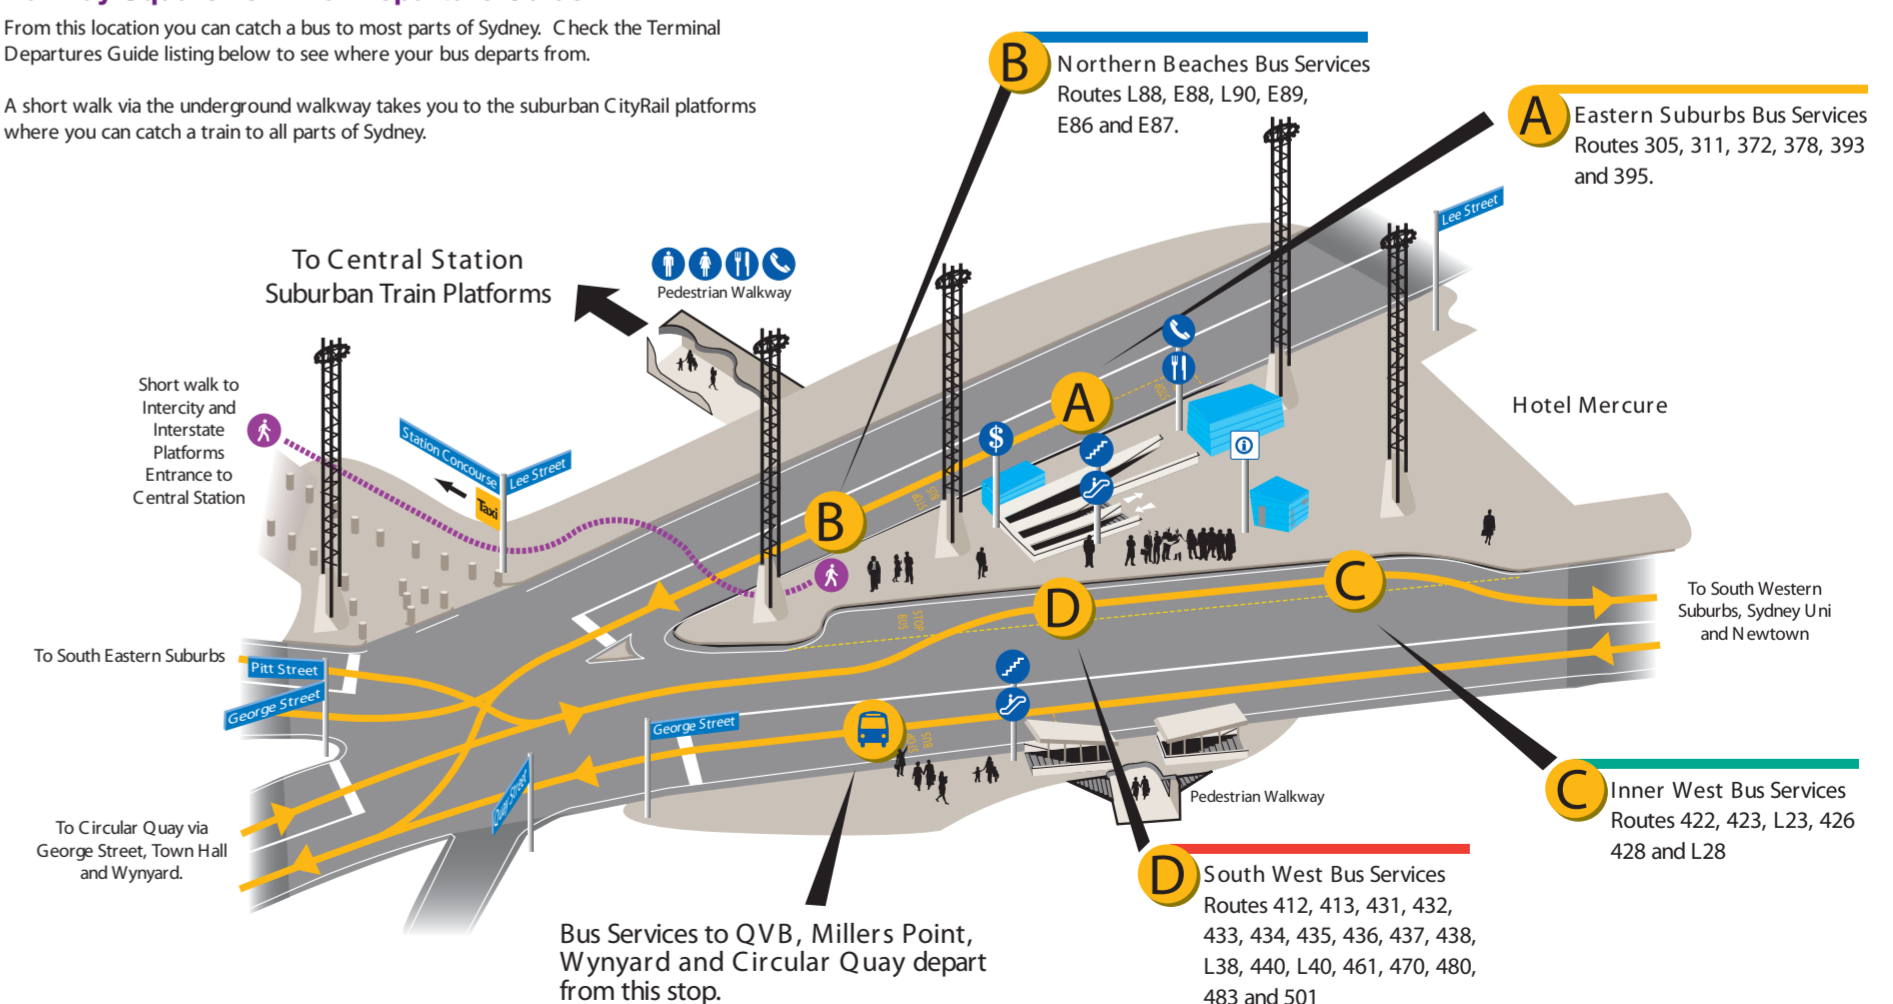 From this location you can catch a bus to most parts of Sydney. Check the Terminal
Departures Guide listing below to see where your bus departs from.
A short walk via the underground walkway takes you to the suburban CityRail platforms
where you can catch a train to all parts of Sydney.
B
Northern Beaches Bus Services
Routes L88, E88, L90, E89,
E86 and E87.
A
Eastern Suburbs Bus Services
Routes 305, 311, 372, 378, 393
and 395.
Lee Street
To Central Station
Suburban Train Platforms
Pedestrian Walkway
Short walk to
Intercity and
Interstate
Platforms
Entrance to
Central Station
Station Concourse
Lee Street
Taxi
Hotel Mercure
A
STOP
$
BUS
STOP
B
i
C
D
STOP
BUS
To South Western
Suburbs, Sydney Uni
and Newtown
To South Eastern Suburbs
Pitt Street
George Street
George Street
BUS
STOP
Quay Street
Pedestrian Walkway
To Circular Quay via
George Street, Town Hall
and Wynyard.
C
Inner West Bus Services
Routes 422, 423, L23, 426
428 and L28
D
South West Bus Services
Routes 412, 413, 431, 432,
433, 434, 435, 436, 437, 438,
L38, 440, L40, 461, 470, 480,
483 and 501
Bus Services to QVB, Millers Point,
Wynyard and Circular Quay depart
from this stop.